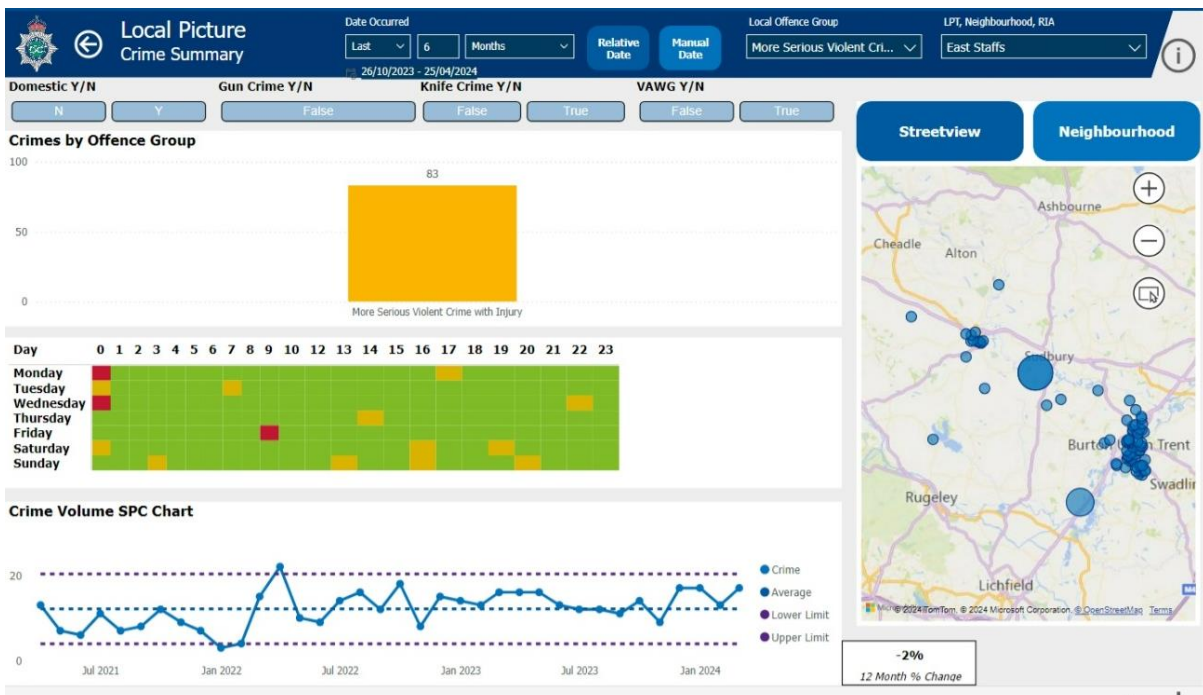 Local Picture
Crime Summary
Date Occurred
Last 6 Months
26/10/2023 - 25/04/2024
Relative
Date
Manual
Date
Local Offence Group
More Serious Violent Cri...
LPT, Neighbourhood, RIA
East Staffs
i
Domestic Y/N
N Y
Gun Crime Y/N
False
Knife Crime Y/N
False True
VAWG Y/N
False True
Crimes by Offence Group
100
83
50
0
More Serious Violent Crime with Injury
Day 0 1 2 3 4 5 6 7 8 9 10 12 13 14 15 16 17 18 19 20 21 22 23
Monday
Tuesday
Wednesday
Thursday
Friday
Saturday
Sunday
Crime Volume SPC Chart
20
0
Jul 2021 Jan 2022 Jul 2022 Jan 2023 Jul 2023 Jan 2024
Crime
Average
Lower Limit
Upper Limit
Streetview
Neighbourhood
Ashbourne
Cheadle
Alton
Sudbury
Burton Upon Trent
Swadlin
Rugeley
Lichfield
M4
© 2024 TomTom, © 2024 Microsoft Corporation, © OpenStreetMap Terms
-2%
12 Month % Change